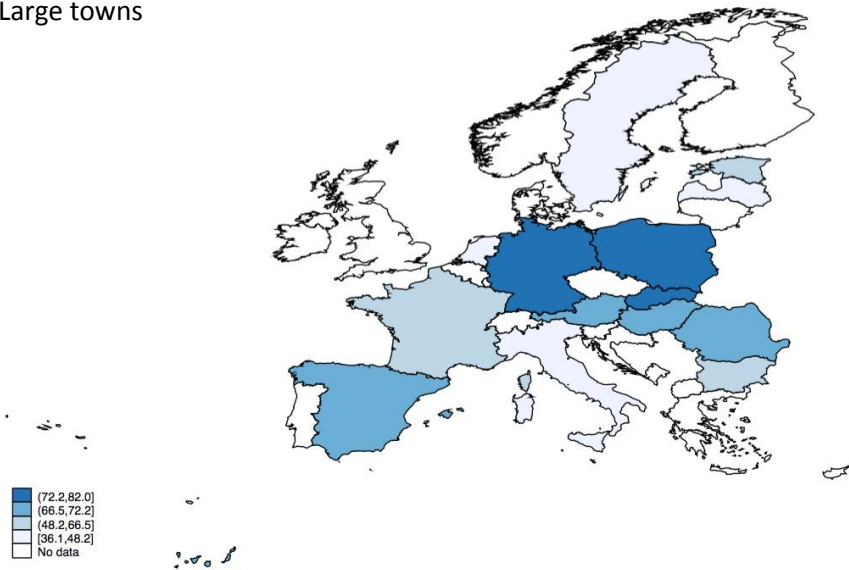 Large towns
(72.2,82.0]
(66.5,72.2]
(48.2,66.5]
[36.1,48.2]
No data